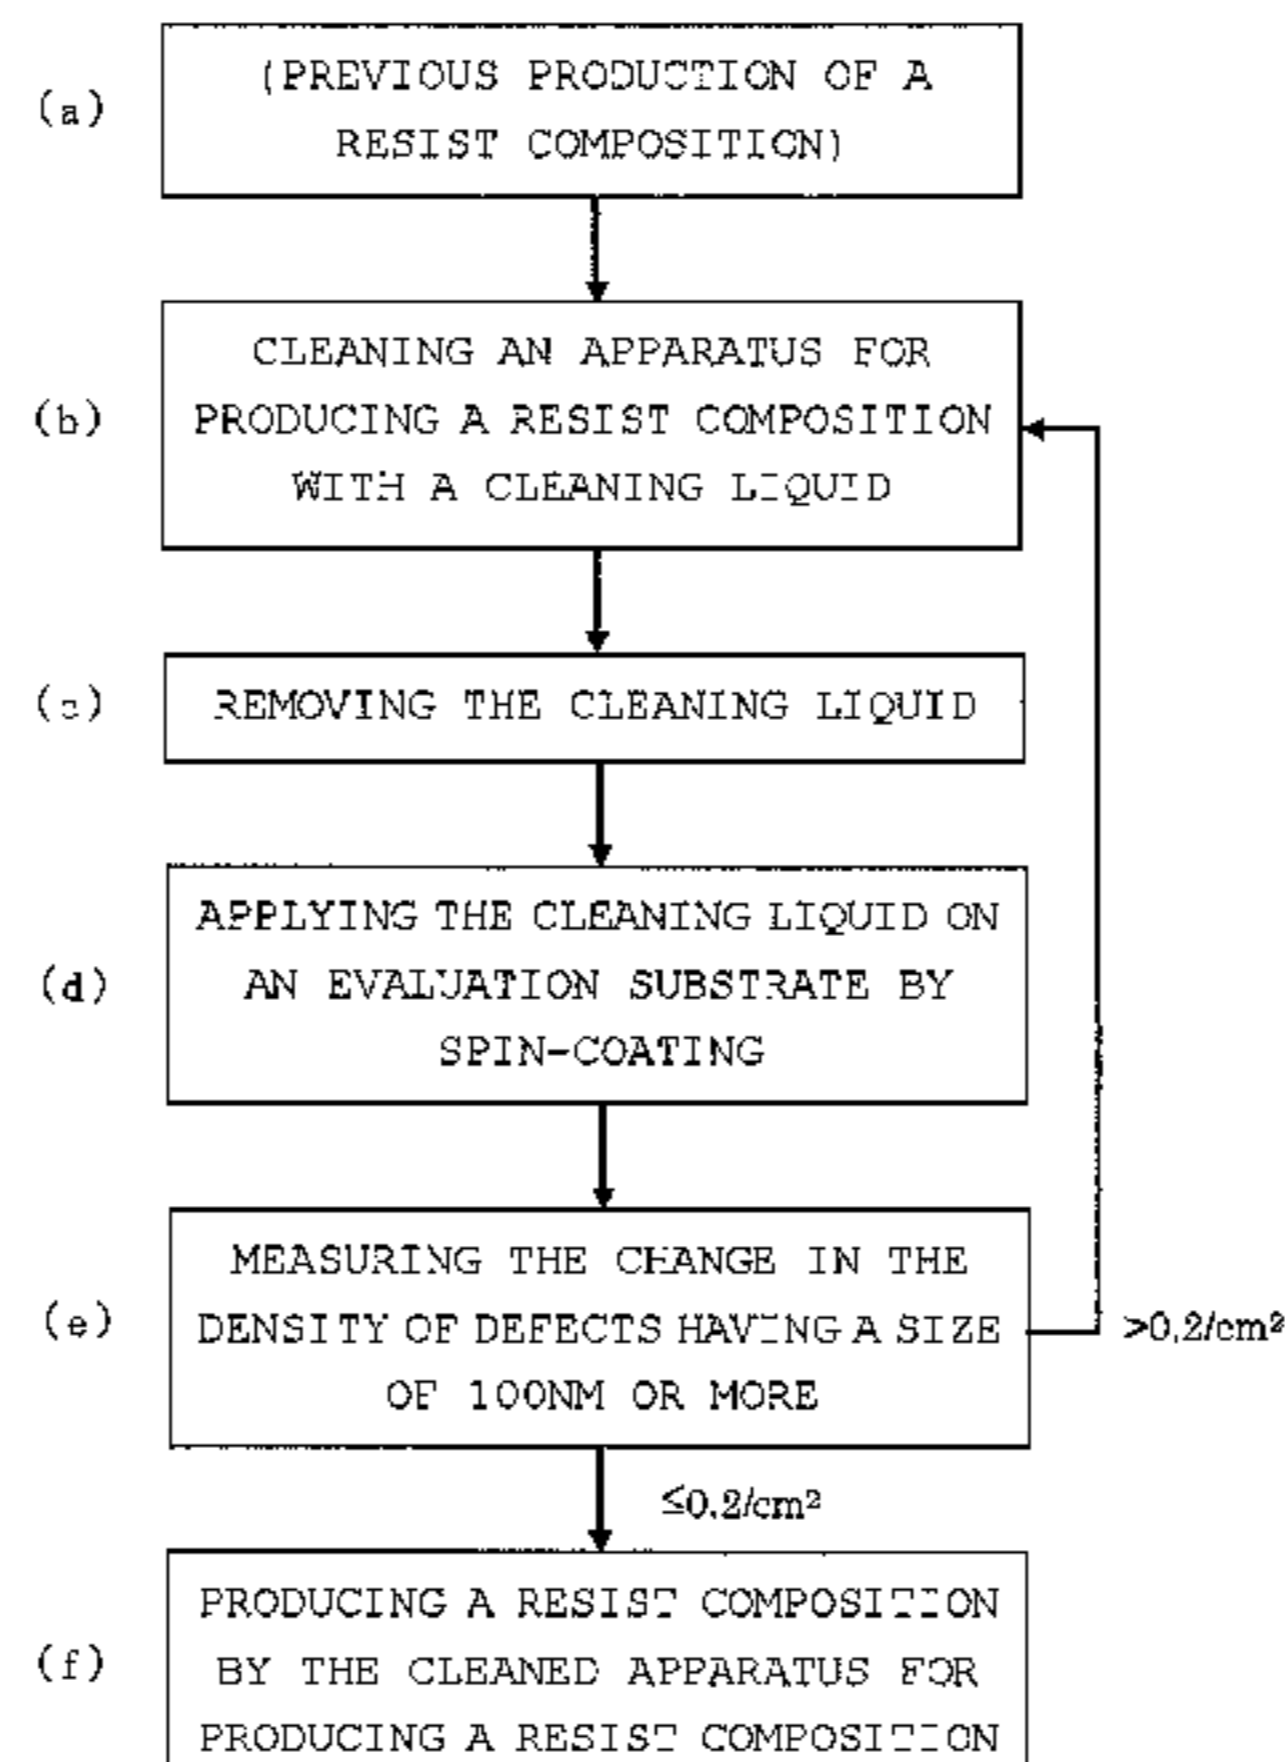 (a)
(PREVIOUS PRODUCTION OF A
RESIST COMPOSITION)
(b)
CLEANING AN APPARATUS FOR
PRODUCING A RESIST COMPOSITION
WITH A CLEANING LIQUID
(c)
REMOVING THE CLEANING LIQUID
(d)
APPLYING THE CLEANING LIQUID ON
AN EVALUATION SUBSTRATE BY
SPIN-COATING
(e)
MEASURING THE CHANGE IN THE
DENSITY OF DEFECTS HAVING A SIZE
OF 100NM OR MORE
>0.2/cm²
≤0.2/cm²
(f)
PRODUCING A RESIST COMPOSITION
BY THE CLEANED APPARATUS FOR
PRODUCING A RESIST COMPOSITION